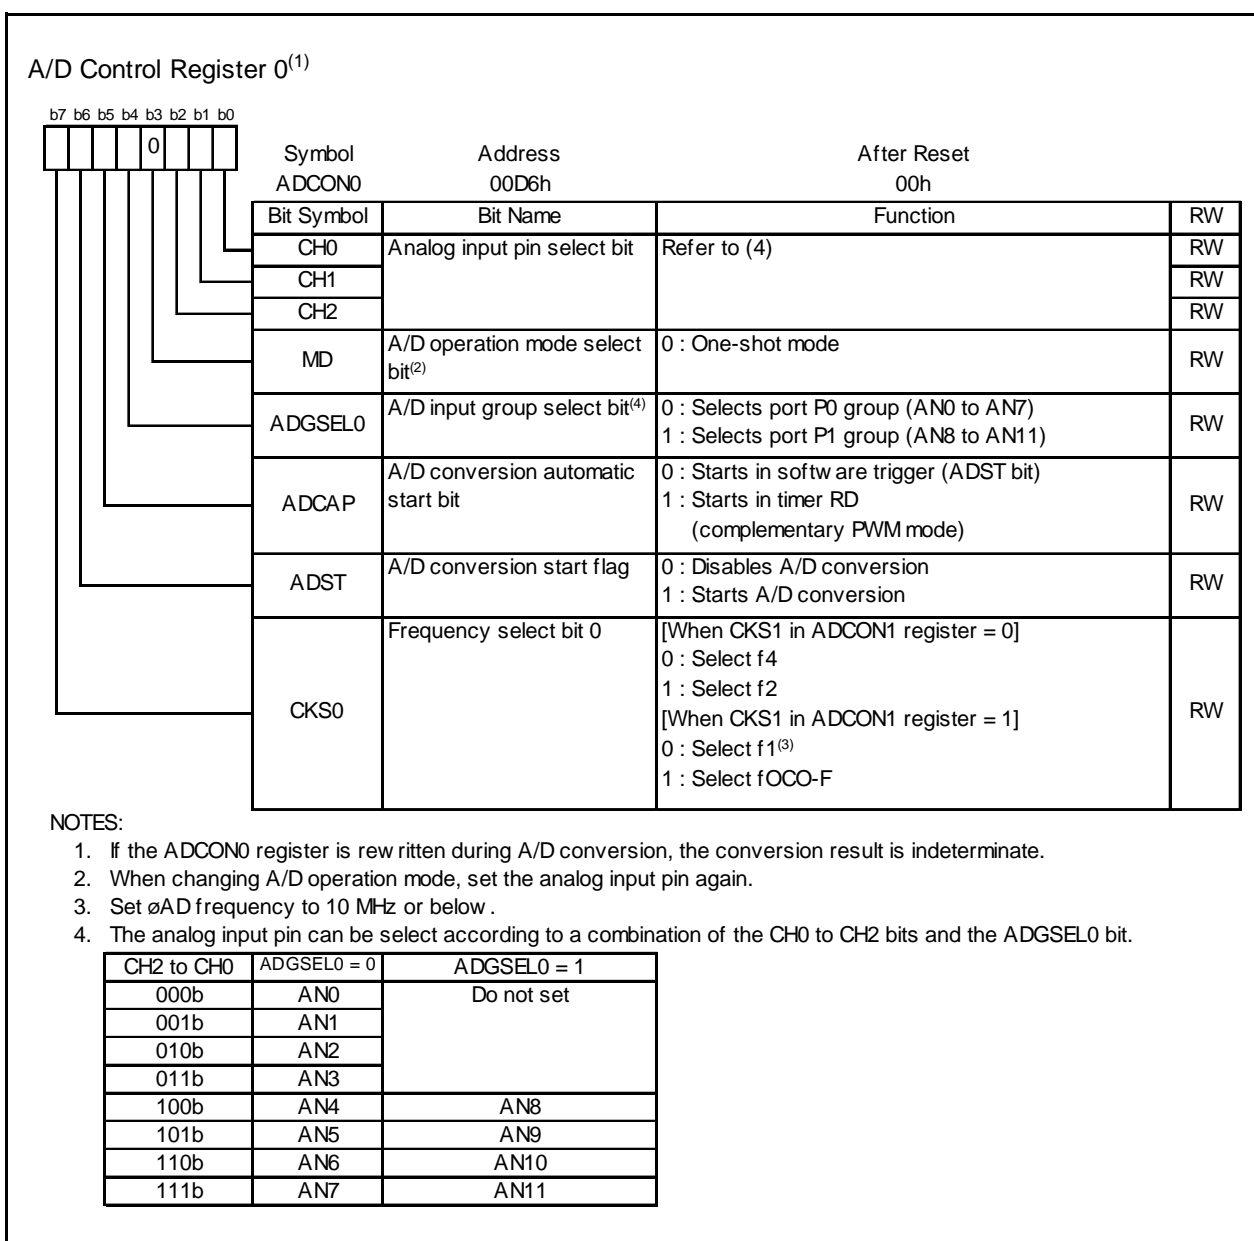 A/D Control Register 0(1)
b7 b6 b5 b4 b3 b2 b1 b0
0
Symbol Address After Reset
ADCON0 00D6h 00h
Bit Symbol Bit Name Function RW
CH0 Analog input pin select bit Refer to (4) RW
CH1 RW
CH2 RW
MD A/D operation mode select bit(2) 0 : One-shot mode RW
ADGSEL0 A/D input group select bit(4) 0 : Selects port P0 group (AN0 to AN7)
1 : Selects port P1 group (AN8 to AN11) RW
ADCAP A/D conversion automatic start bit 0 : Starts in software trigger (ADST bit)
1 : Starts in timer RD
(complementary PWM mode) RW
ADST A/D conversion start flag 0 : Disables A/D conversion
1 : Starts A/D conversion RW
CKS0 Frequency select bit 0 [When CKS1 in ADCON1 register = 0]
0 : Select f4
1 : Select f2
[When CKS1 in ADCON1 register = 1]
0 : Select f1(3)
1 : Select fOCO-F RW
NOTES:
1. If the ADCON0 register is rewritten during A/D conversion, the conversion result is indeterminate.
2. When changing A/D operation mode, set the analog input pin again.
3. Set øAD frequency to 10 MHz or below.
4. The analog input pin can be select according to a combination of the CH0 to CH2 bits and the ADGSEL0 bit.
CH2 to CH0 ADGSEL0 = 0 ADGSEL0 = 1
000b AN0 Do not set
001b AN1
010b AN2
011b AN3
100b AN4 AN8
101b AN5 AN9
110b AN6 AN10
111b AN7 AN11